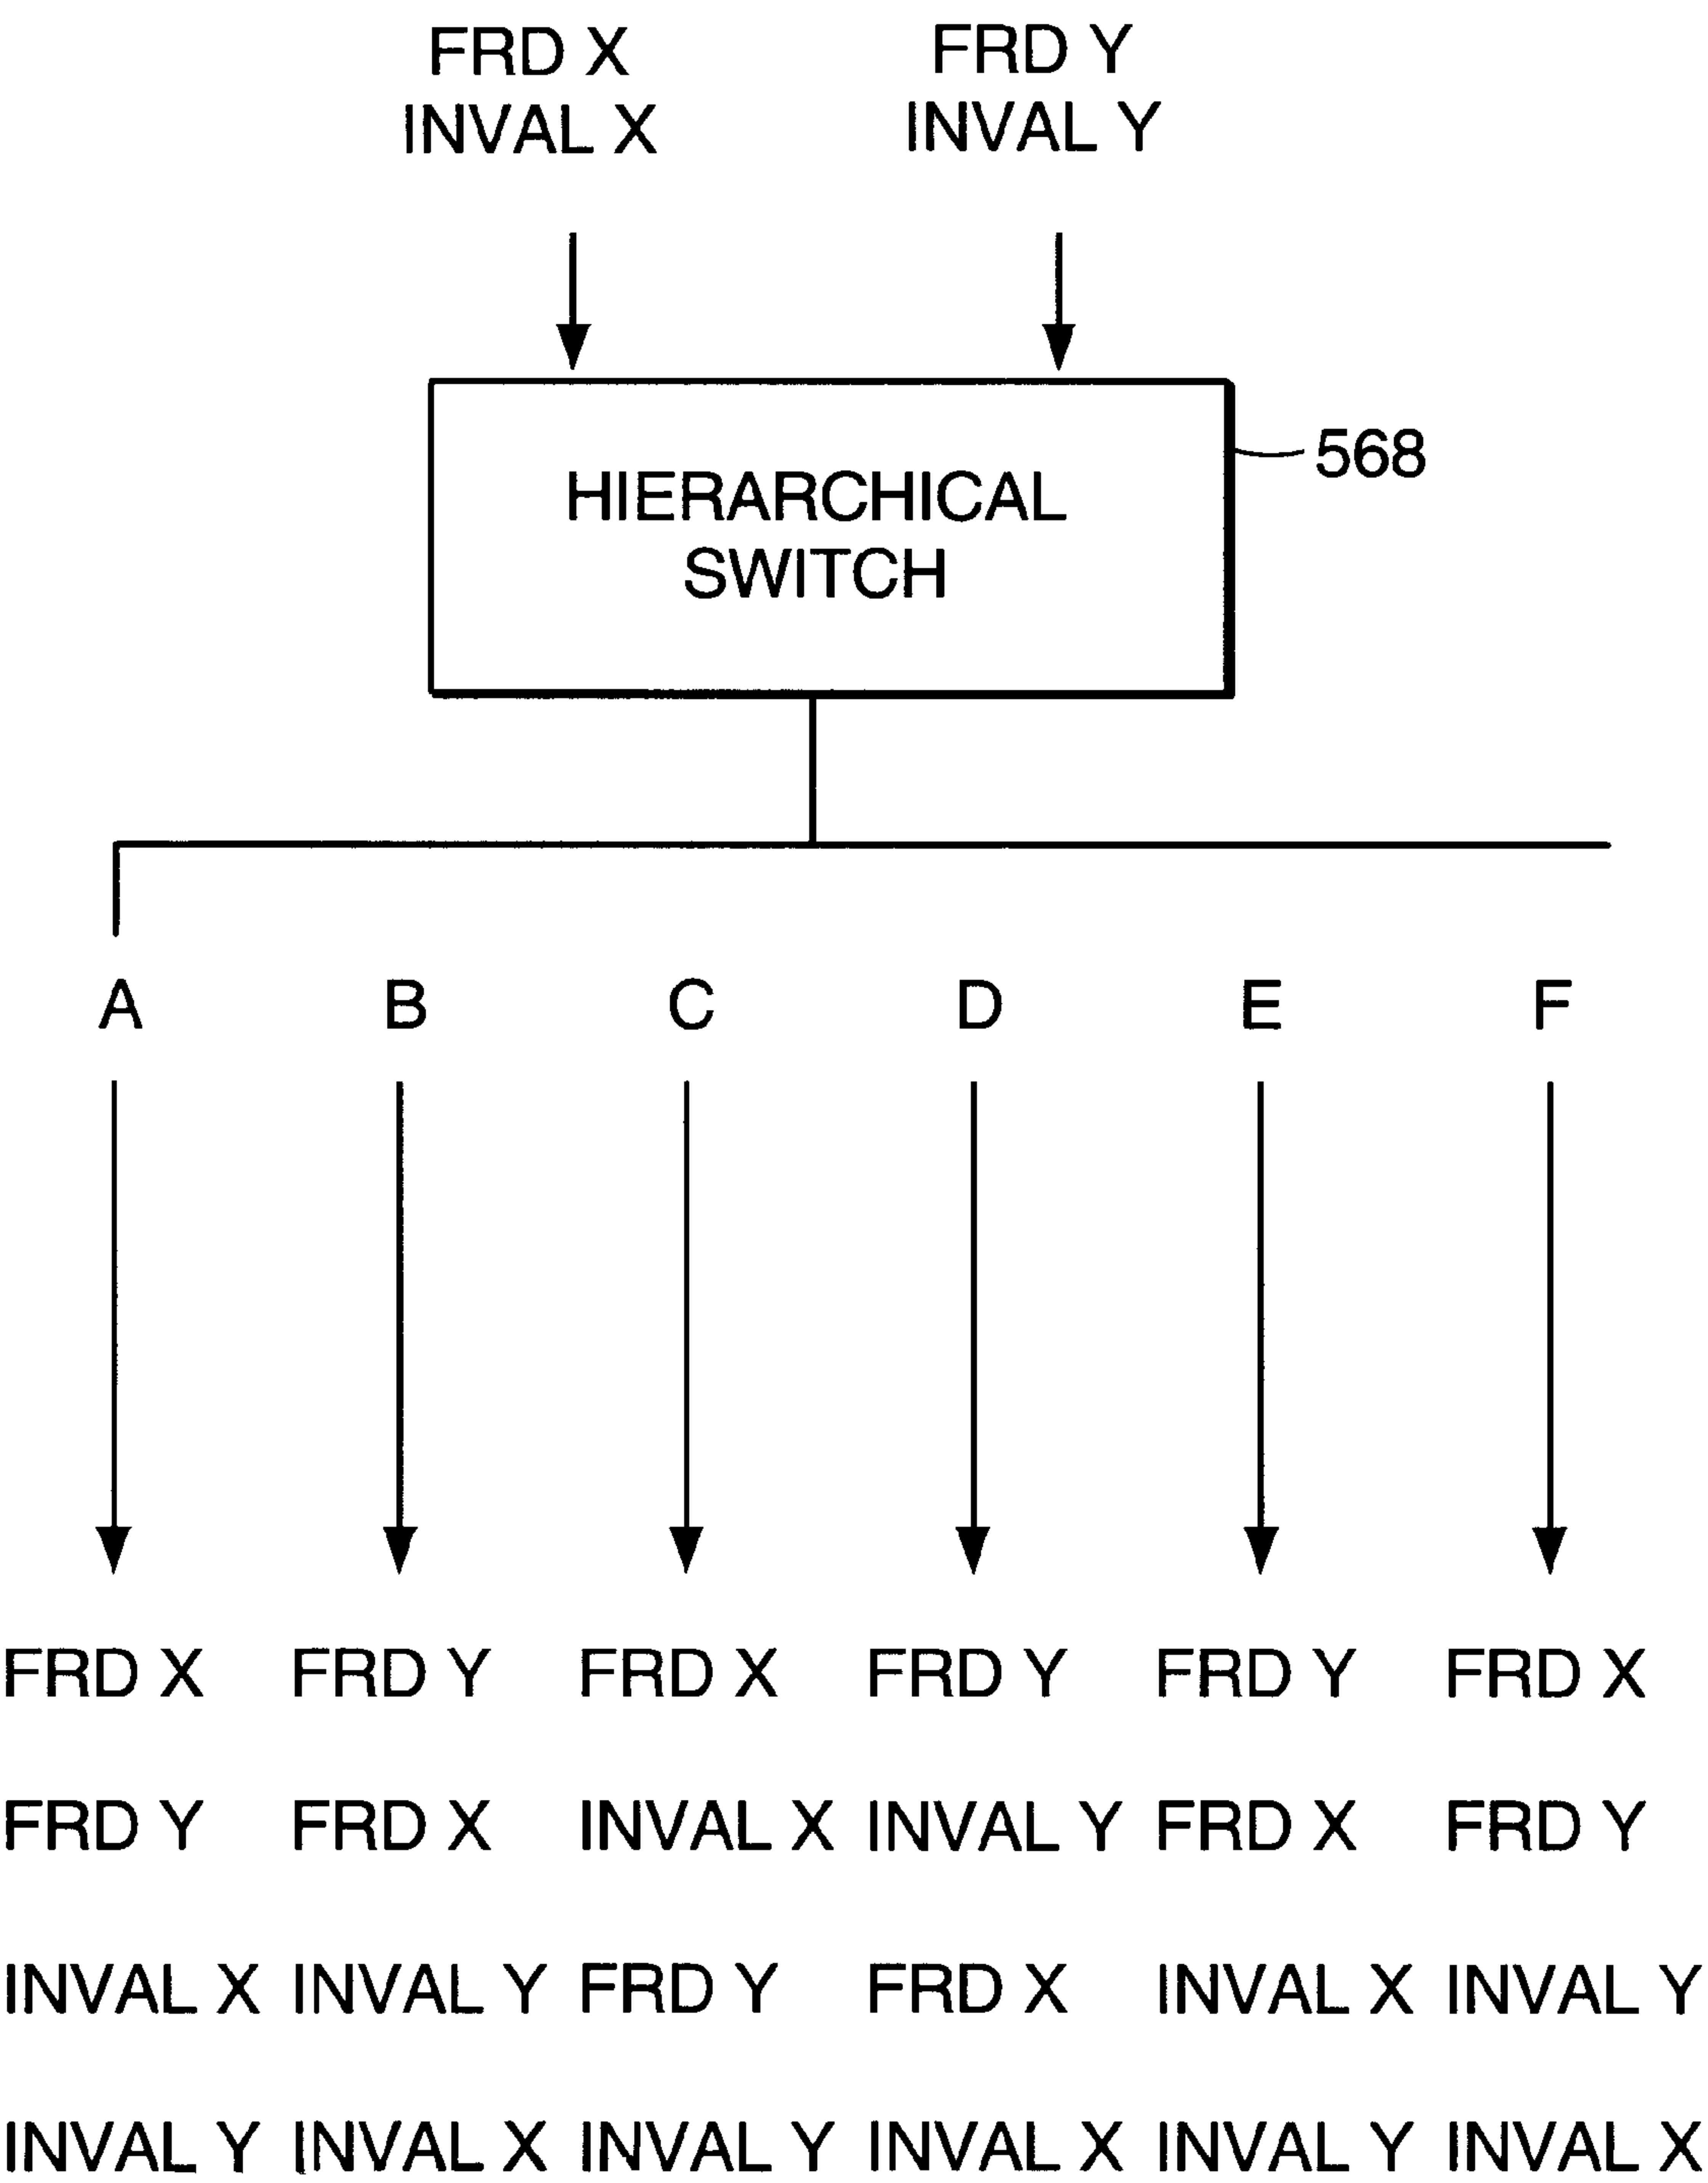 FRD X
INVAL X
FRD Y
INVAL Y
HIERARCHICAL
SWITCH
568
A B C D E F
FRD X FRD Y FRD X FRD Y FRD Y FRD X
FRD Y FRD X INVAL X INVAL Y FRD X FRD Y
INVAL X INVAL Y FRD Y FRD X INVAL X INVAL Y
INVAL Y INVAL X INVAL Y INVAL X INVAL Y INVAL X